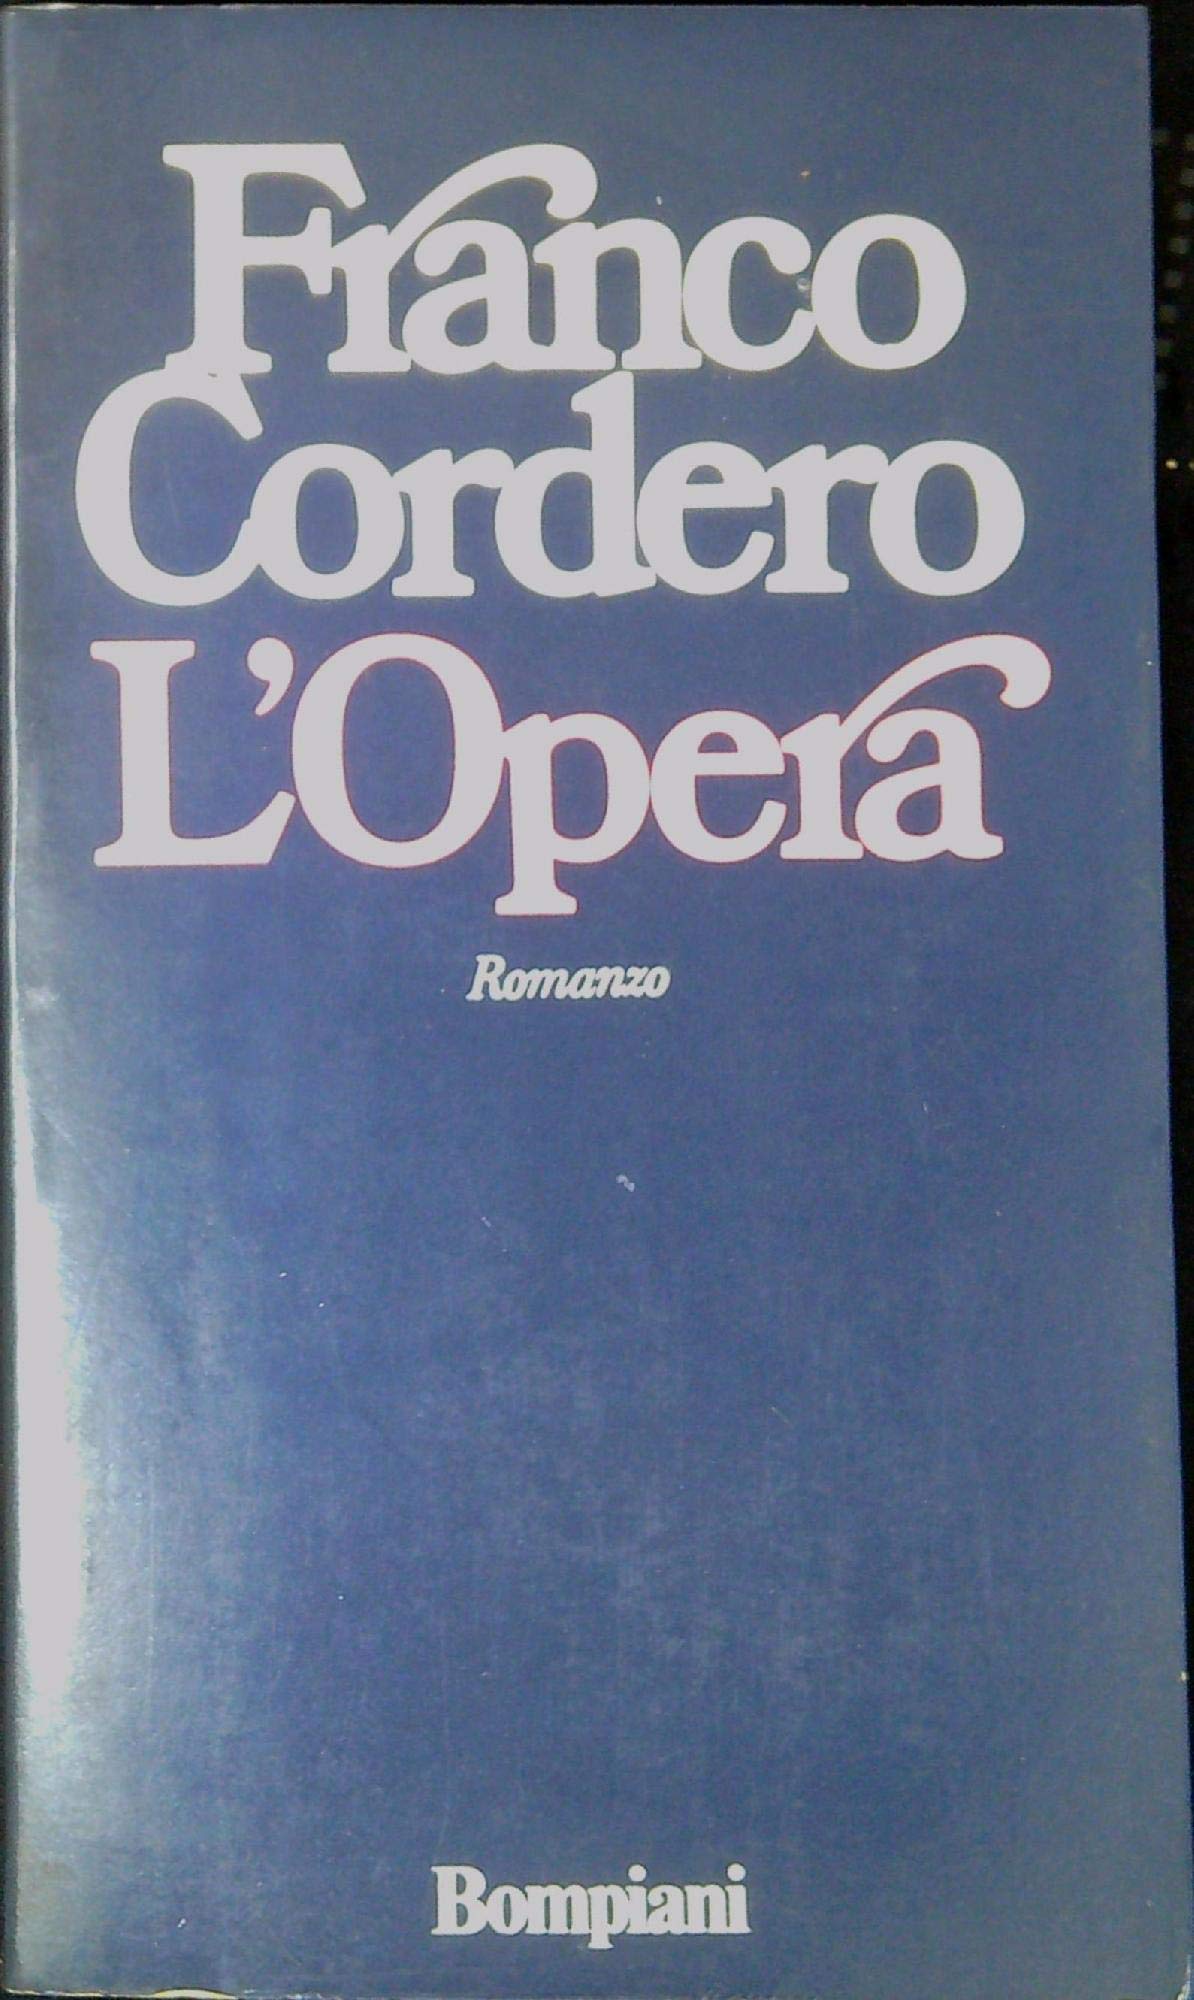 Franco
Cordero
L'Opera
Romanzo
Bompiani